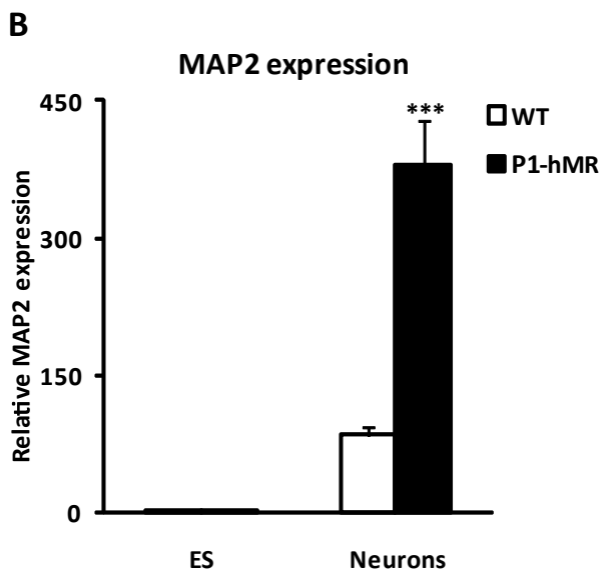 B
MAP2 expression
450
300
150
0
Relative MAP2 expression
***
WT
P1-hMR
ES
Neurons